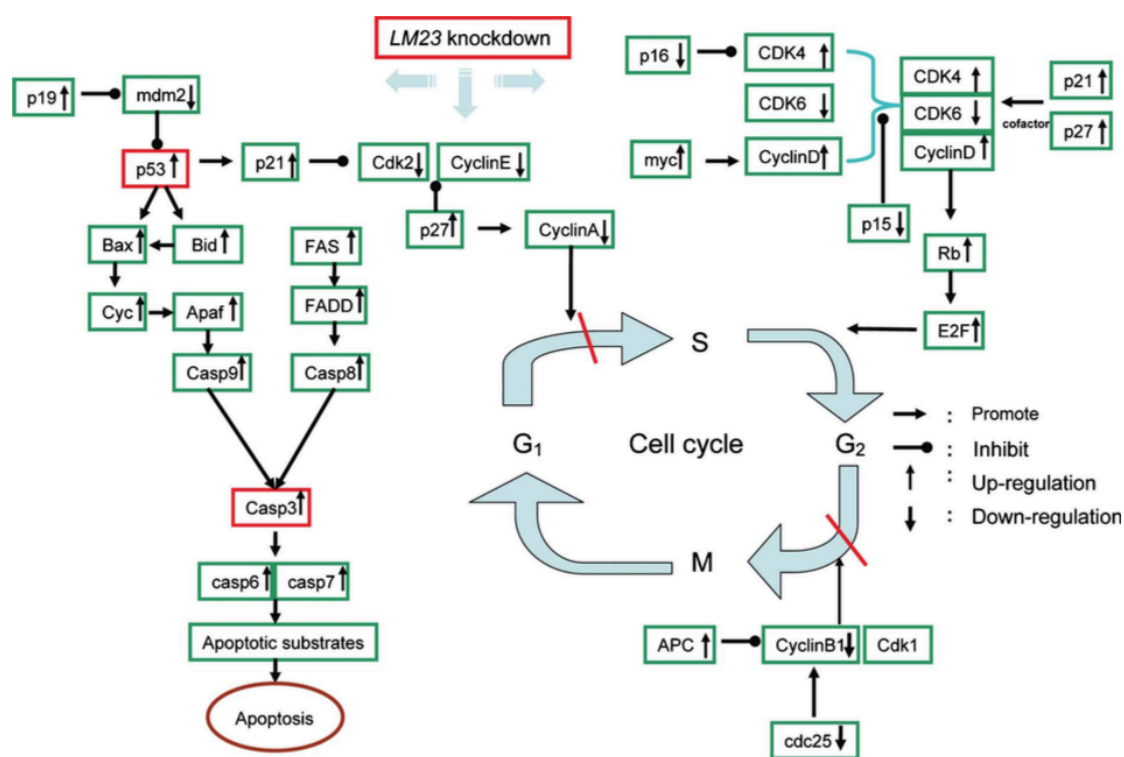 LM23 knockdown
p19
mdm2
p53
p21
Cdk2
CyclinE
p27
CyclinA
Bax
Bid
FAS
Cyc
Apaf
FADD
Casp9
Casp8
Casp3
casp6
casp7
Apoptotic substrates
Apoptosis
p16
CDK4
CDK6
myc
CyclinD
CDK4
CDK6
CyclinD
cofactor
p21
p27
p15
Rb
E2F
S
G1
Cell cycle
G2
M
APC
CyclinB1
Cdk1
cdc25
: Promote
: Inhibit
: Up-regulation
: Down-regulation